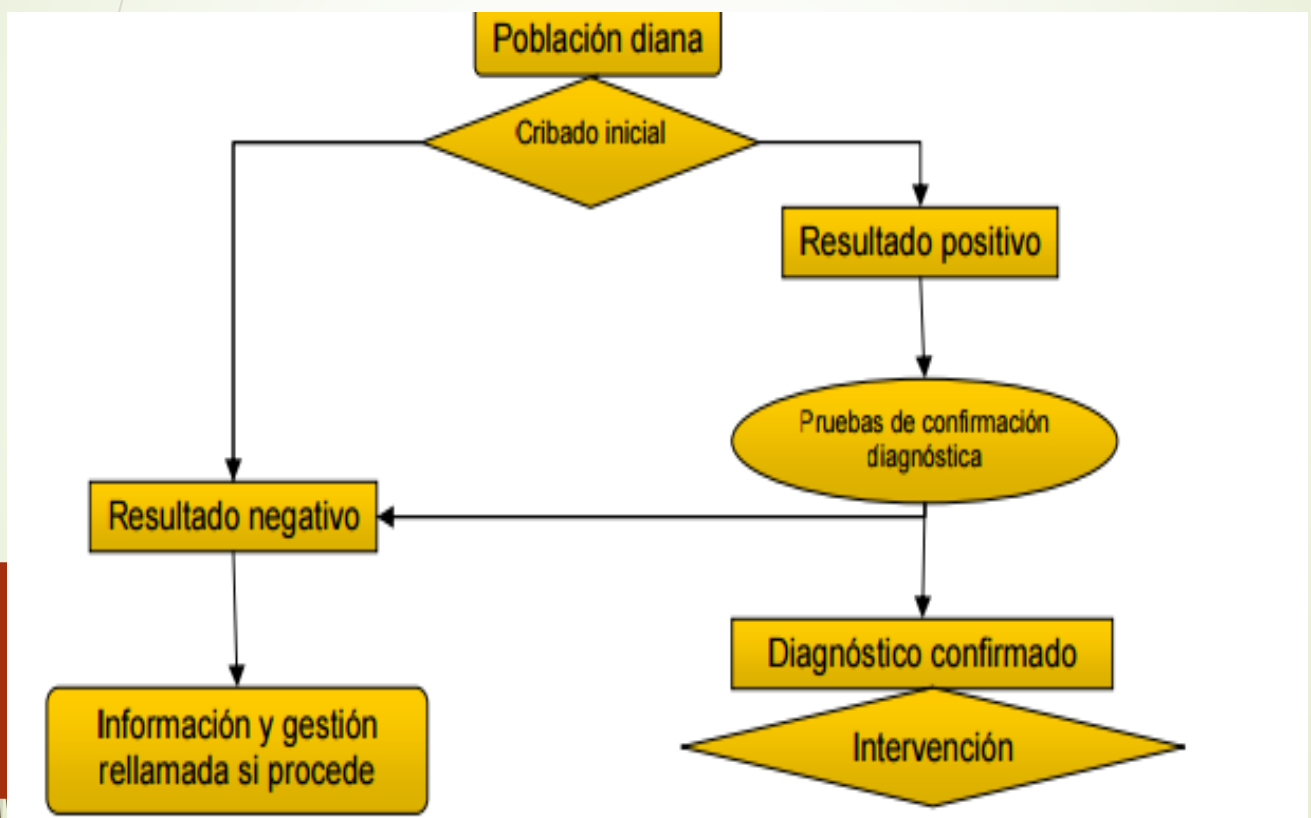 Población diana
Cribado inicial
Resultado positivo
Pruebas de confirmación
diagnóstica
Resultado negativo
Diagnóstico confirmado
Información y gestión
rellamada si procede
Intervención